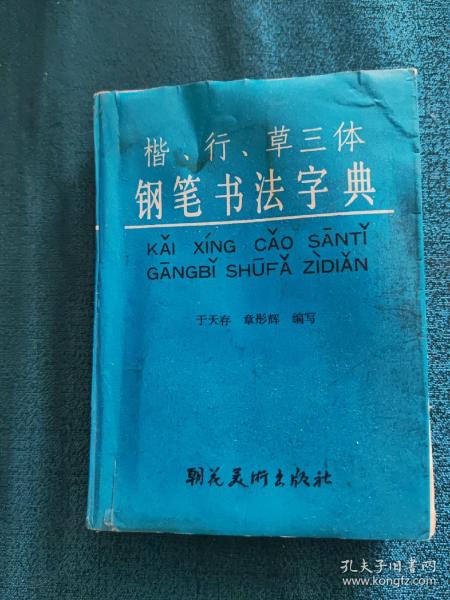 楷、行、草三体
钢笔书法字典
KǍI XÍNG CǍO SĀNTǏ
GĀNGBǏ SHŪFǍ ZÌDIǍN
于天存 章彤辉 编写
朝花美术出版社
孔夫子旧书网
www.kongfz.com